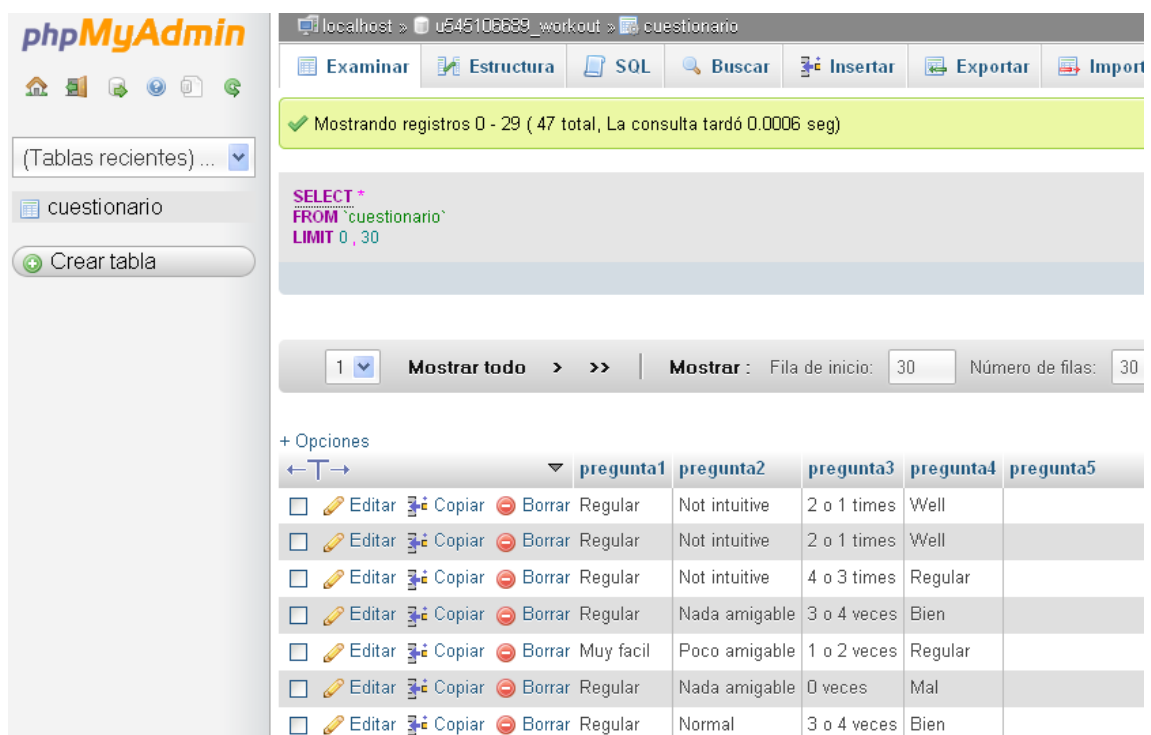 phpMyAdmin
localhost » u545106689_workout » cuestionario
Examinar Estructura SQL Buscar Insertar Exportar Import
Mostrando registros 0 - 29 ( 47 total, La consulta tardó 0.0006 seg)
(Tablas recientes) ...
cuestionario
Crear tabla
SELECT *
FROM `cuestionario`
LIMIT 0 , 30
1 Mostrar todo > >> Mostrar : Fila de inicio: 30 Número de filas: 30
+ Opciones
←T→ pregunta1 pregunta2 pregunta3 pregunta4 pregunta5
Editar Copiar Borrar Regular Not intuitive 2 o 1 times Well
Editar Copiar Borrar Regular Not intuitive 2 o 1 times Well
Editar Copiar Borrar Regular Not intuitive 4 o 3 times Regular
Editar Copiar Borrar Regular Nada amigable 3 o 4 veces Bien
Editar Copiar Borrar Muy facil Poco amigable 1 o 2 veces Regular
Editar Copiar Borrar Regular Nada amigable 0 veces Mal
Editar Copiar Borrar Regular Normal 3 o 4 veces Bien